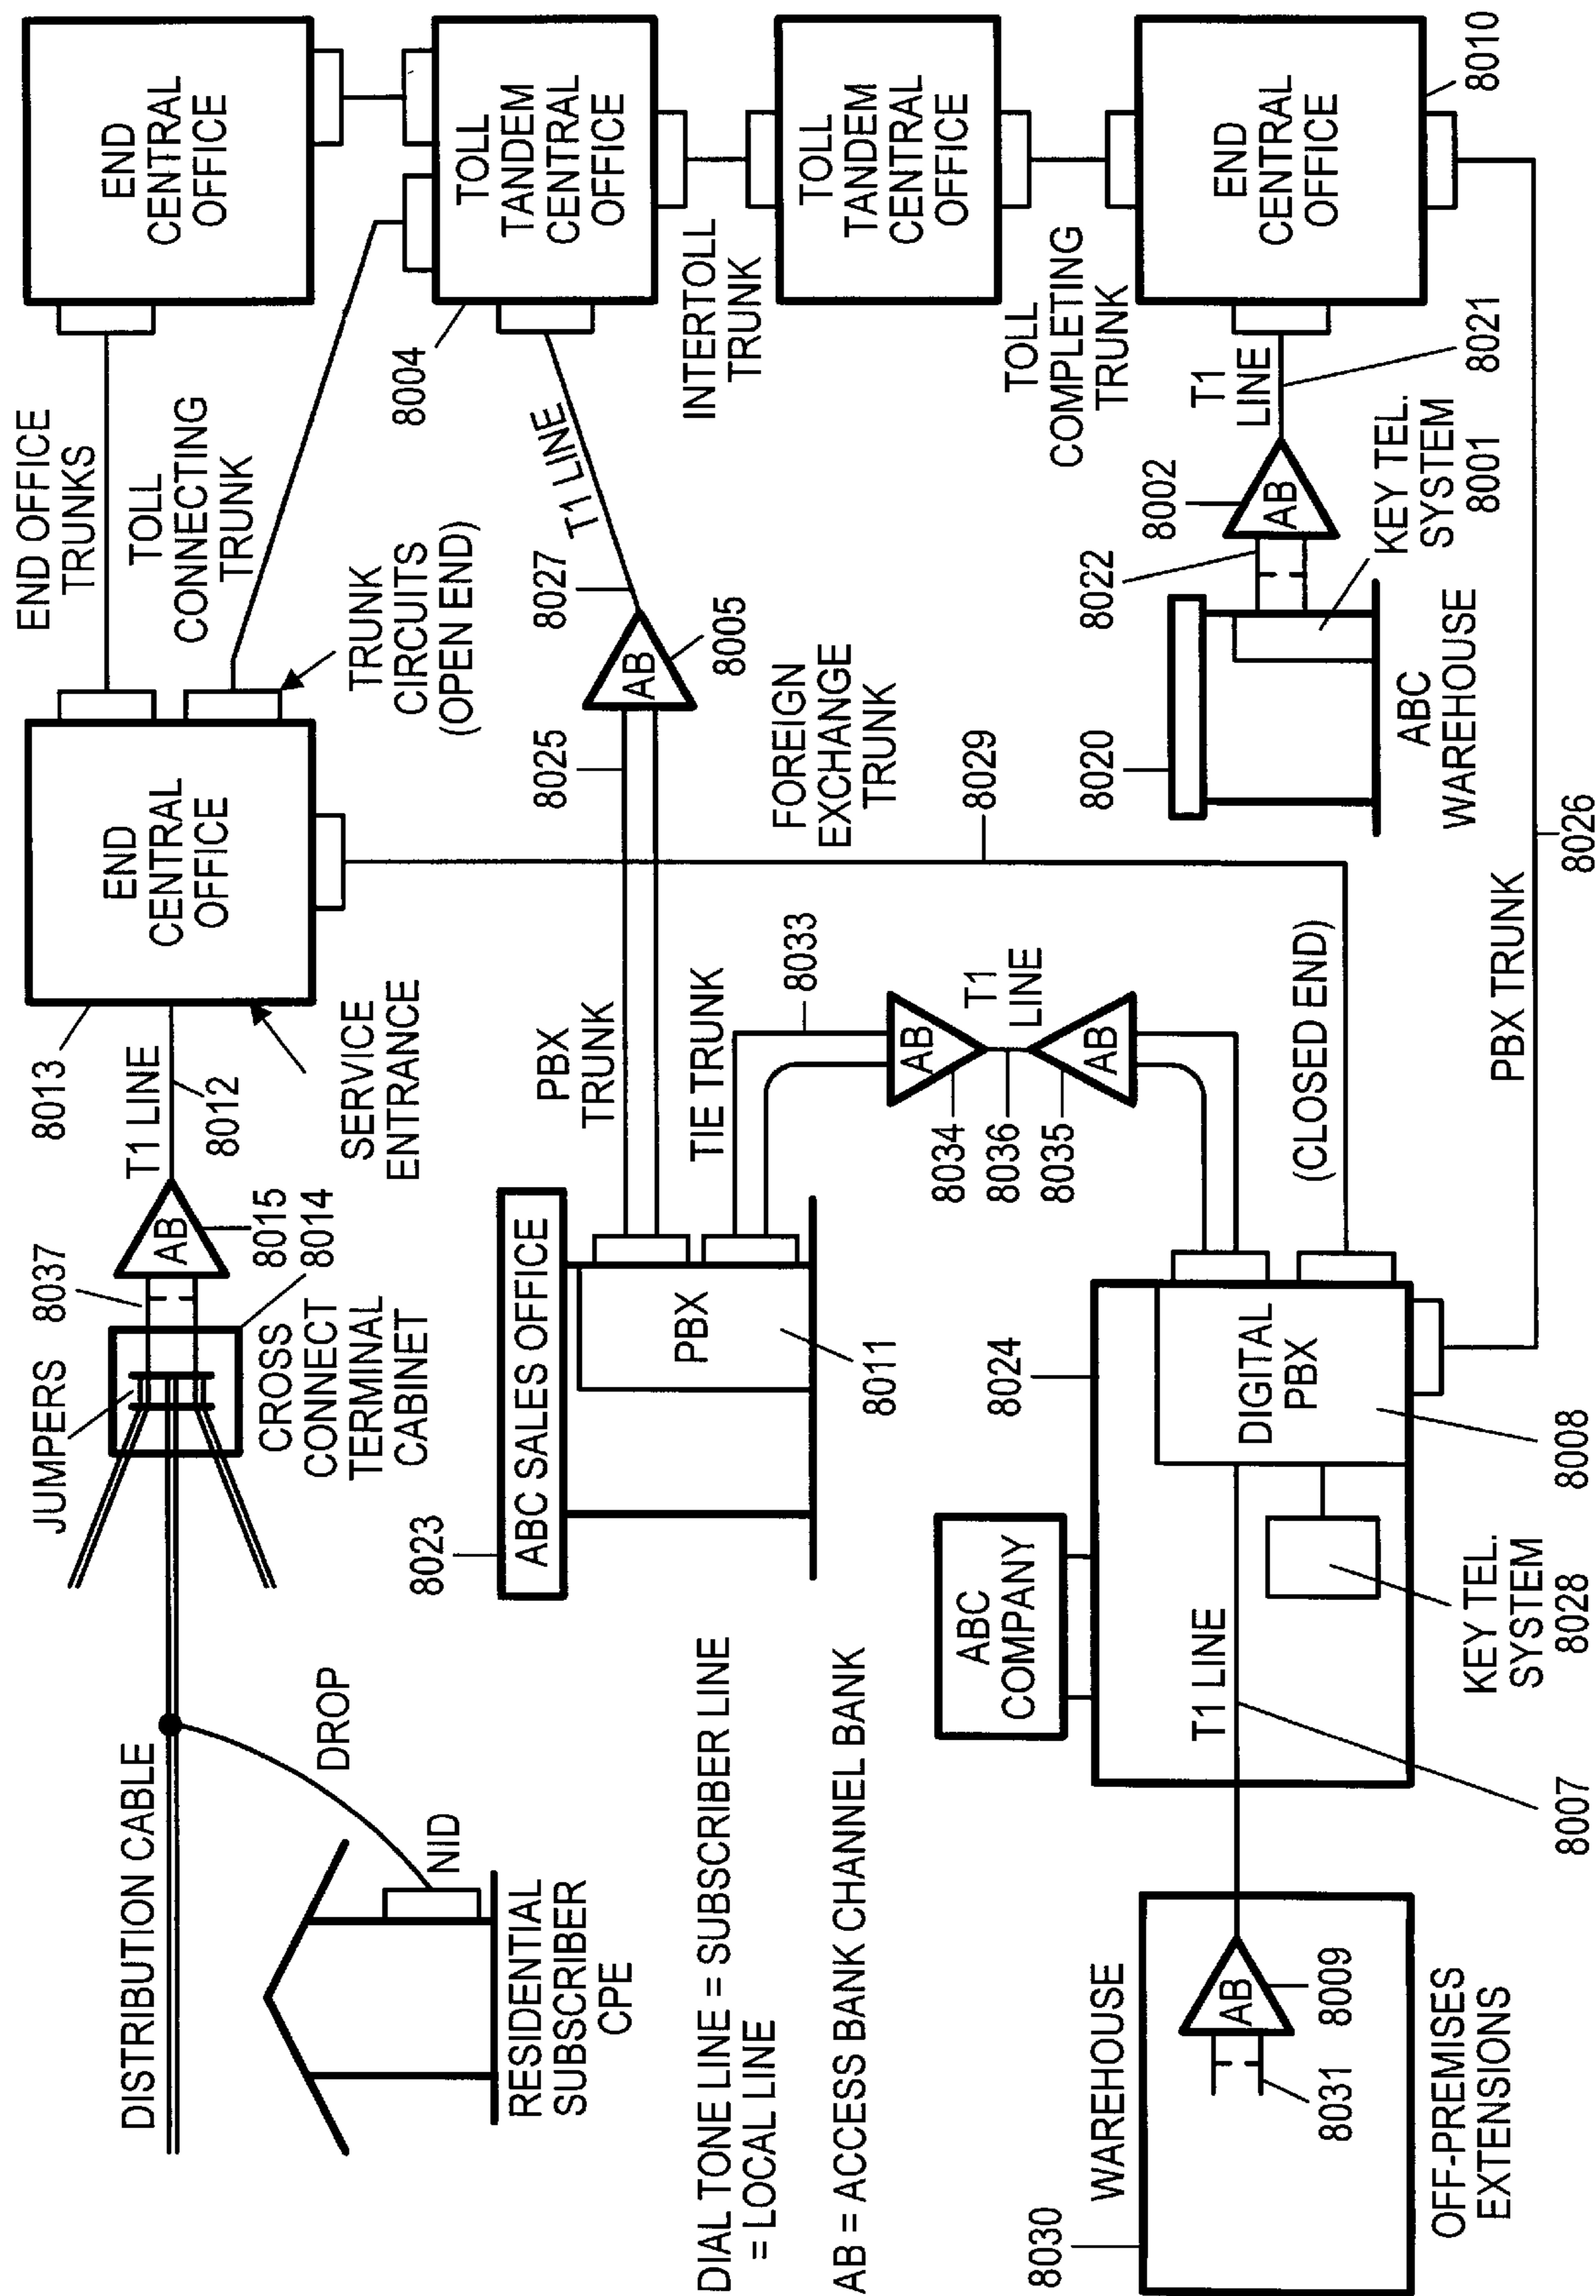 DISTRIBUTION CABLE
DROP
NID
RESIDENTIAL
SUBSCRIBER
CPE
JUMPERS
8037
AB
8015
8014
CROSS
CONNECT
TERMINAL
CABINET
T1 LINE
8012
8013
SERVICE
ENTRANCE
END
CENTRAL
OFFICE
END OFFICE
TRUNKS
TOLL
CONNECTING
TRUNK
TRUNK
CIRCUITS
(OPEN END)
END
CENTRAL
OFFICE
TOLL
TANDEM
CENTRAL
OFFICE
8004
T1 LINE
8027
AB
8005
8025
PBX
TRUNK
INTERTOLL
TRUNK
TOLL
TANDEM
CENTRAL
OFFICE
TOLL
COMPLETING
TRUNK
END
CENTRAL
OFFICE
8010
T1
LINE
8021
8002
AB
8022
KEY TEL.
SYSTEM
8001
8020
ABC
WAREHOUSE
FOREIGN
EXCHANGE
TRUNK
8029
8026
PBX TRUNK
(CLOSED END)
8023
ABC SALES OFFICE
PBX
8011
TIE TRUNK
8033
AB
T1
LINE
AB
8034
8036
8035
DIAL TONE LINE = SUBSCRIBER LINE
= LOCAL LINE
AB = ACCESS BANK CHANNEL BANK
ABC
COMPANY
8024
DIGITAL
PBX
8008
T1 LINE
KEY TEL.
SYSTEM
8028
8007
8030
WAREHOUSE
AB
8009
8031
OFF-PREMISES
EXTENSIONS